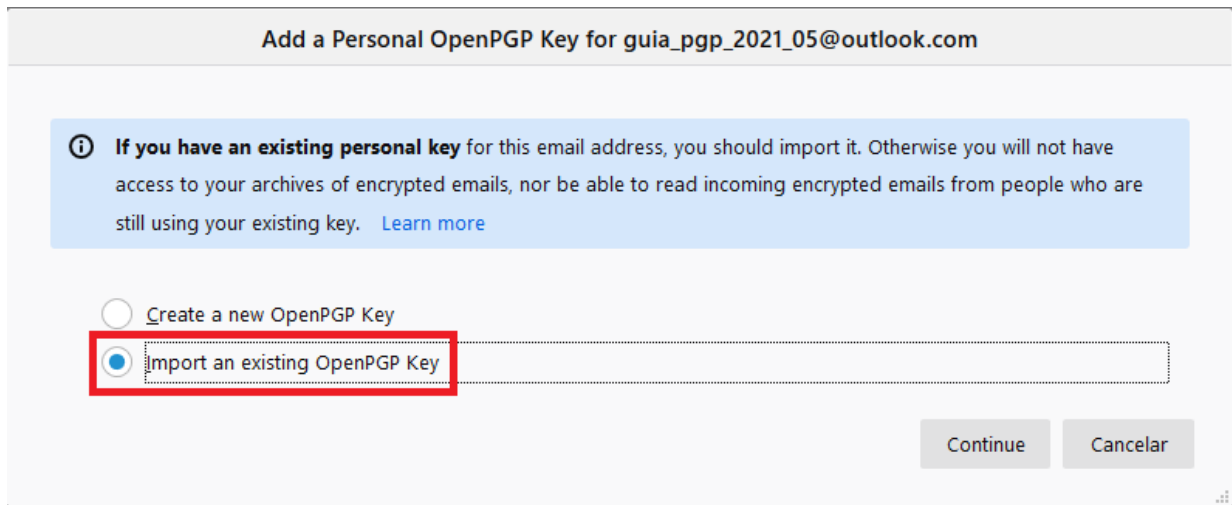 Add a Personal OpenPGP Key for guia_pgp_2021_05@outlook.com
If you have an existing personal key for this email address, you should import it. Otherwise you will not have
access to your archives of encrypted emails, nor be able to read incoming encrypted emails from people who are
still using your existing key. Learn more
Create a new OpenPGP Key
Import an existing OpenPGP Key
Continue Cancelar